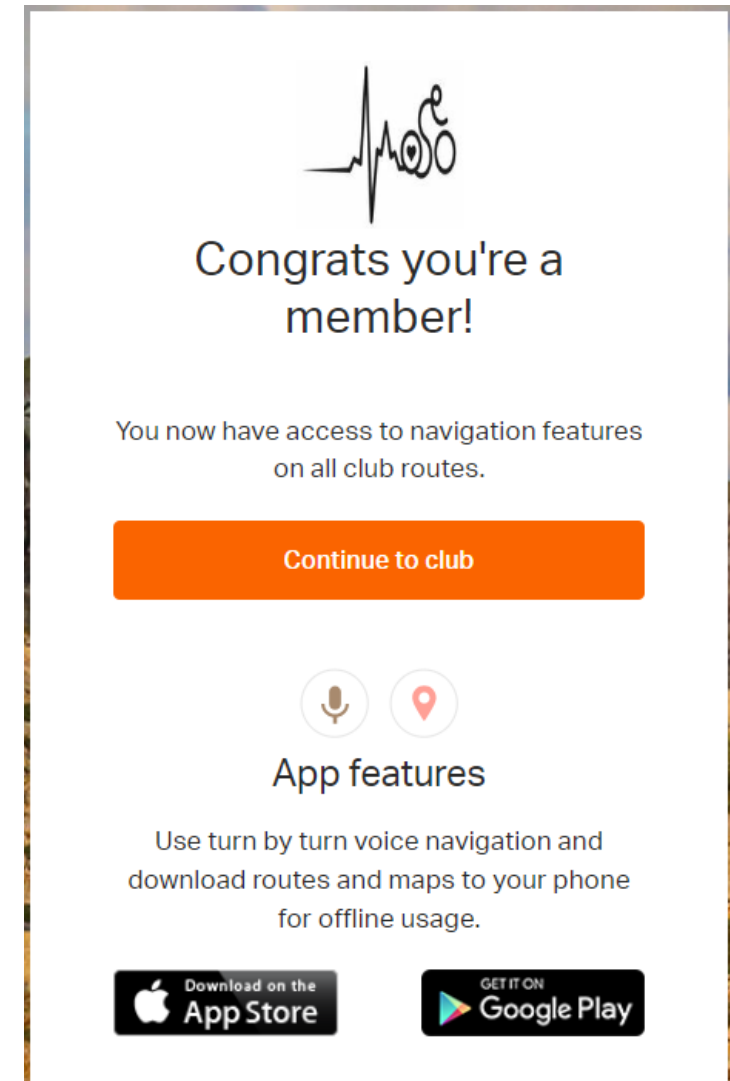 Congrats you're a
member!
You now have access to navigation features
on all club routes.
Continue to club
App features
Use turn by turn voice navigation and
download routes and maps to your phone
for offline usage.
Download on the
App Store
GET IT ON
Google Play